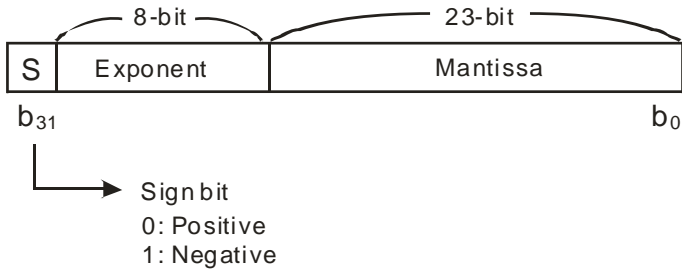 8-bit 23-bit
S Exponent Mantissa
b31 b0
Sign bit
0: Positive
1: Negative